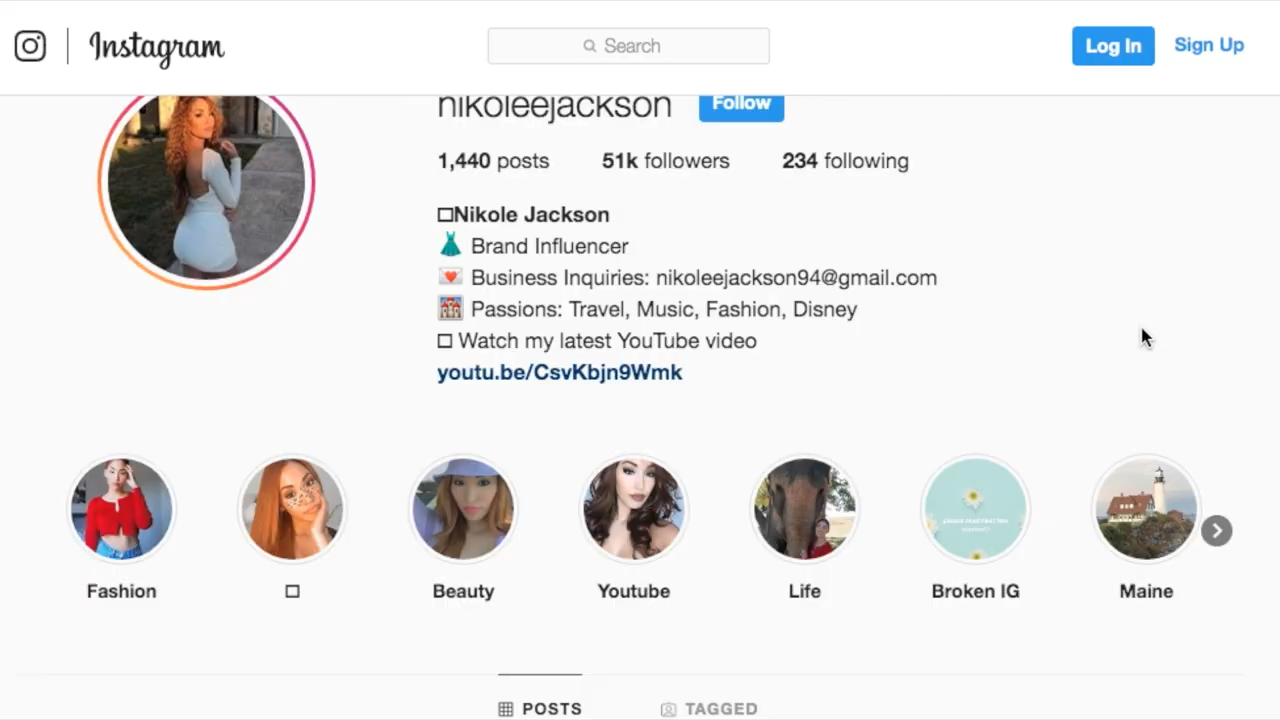 Instagram
Search
Log In
Sign Up
nikoleejackson
Follow
1,440 posts
51k followers
234 following
□Nikole Jackson
👗 Brand Influencer
💌 Business Inquiries: nikoleejackson94@gmail.com
🏰 Passions: Travel, Music, Fashion, Disney
□ Watch my latest YouTube video
youtu.be/CsvKbjn9Wmk
Fashion
□
Beauty
Youtube
Life
Broken IG
Maine
POSTS
TAGGED